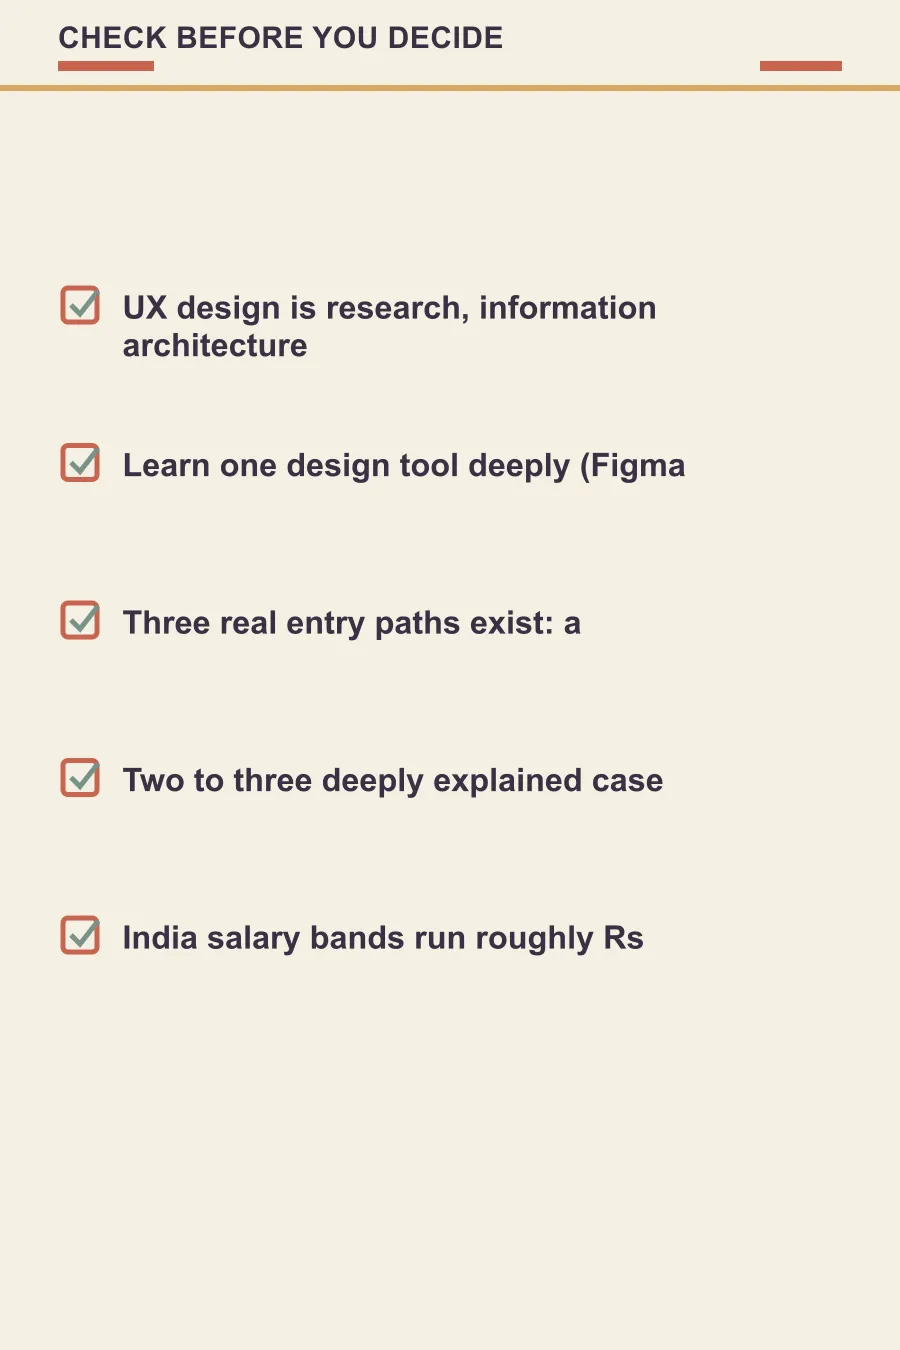 CHECK BEFORE YOU DECIDE
UX design is research, information
architecture
Learn one design tool deeply (Figma
Three real entry paths exist: a
Two to three deeply explained case
India salary bands run roughly Rs